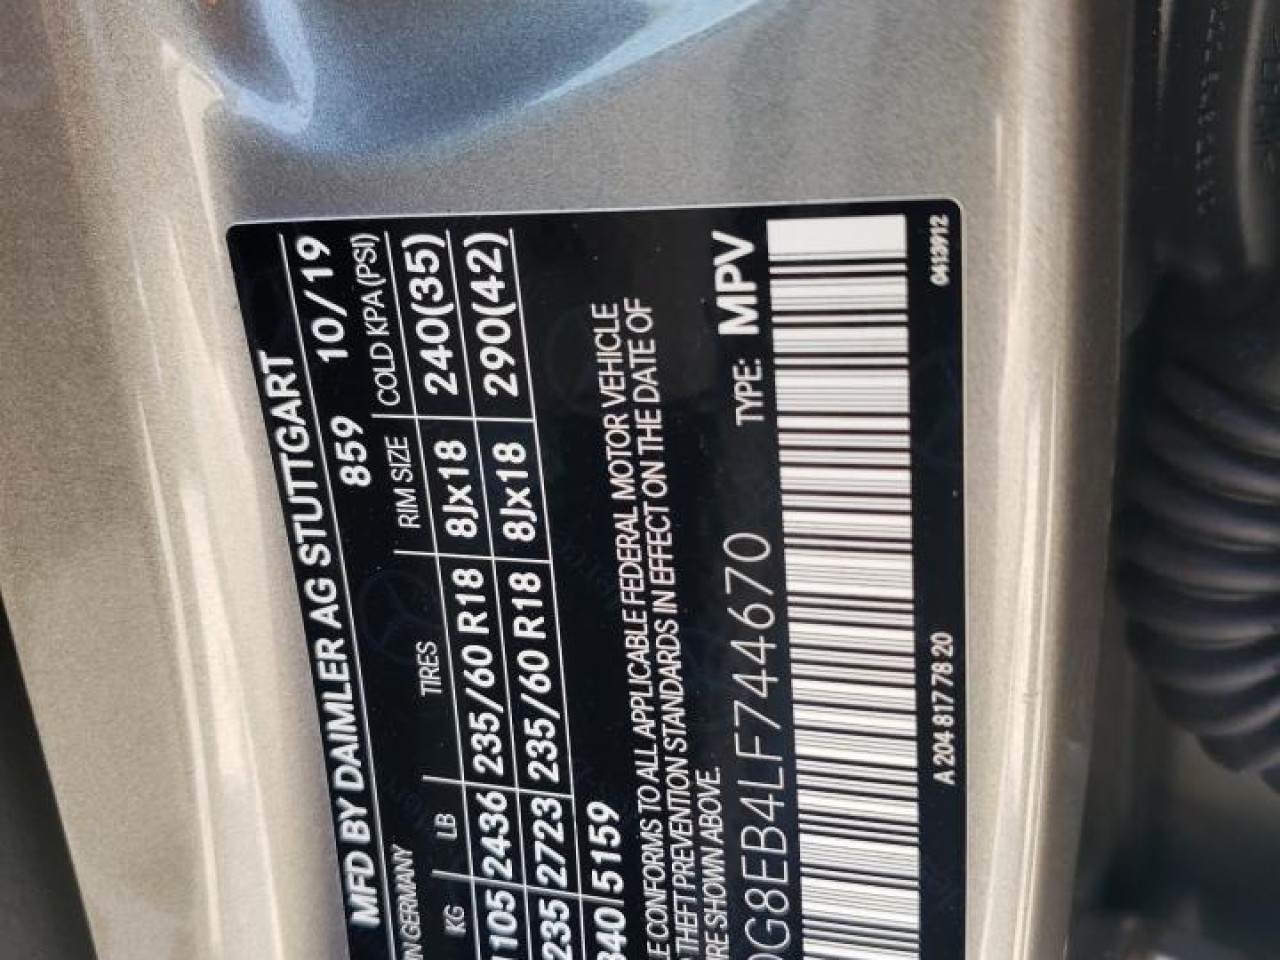 MFD BY DAIMLER AG STUTTGART
IN GERMANY 859 10/19
KG LB TIRES RIM SIZE COLD KPA (PSI)
1105 2436 235/60 R18 8Jx18 240(35)
235 2723 235/60 R18 8Jx18 290(42)
340 5159
E CONFORMS TO ALL APPLICABLE FEDERAL MOTOR VEHICLE
THEFT PREVENTION STANDARDS IN EFFECT ON THE DATE OF
RE SHOWN ABOVE.
0G8EB4LF744670 TYPE: MPV
A 204 817 78 20 0413912